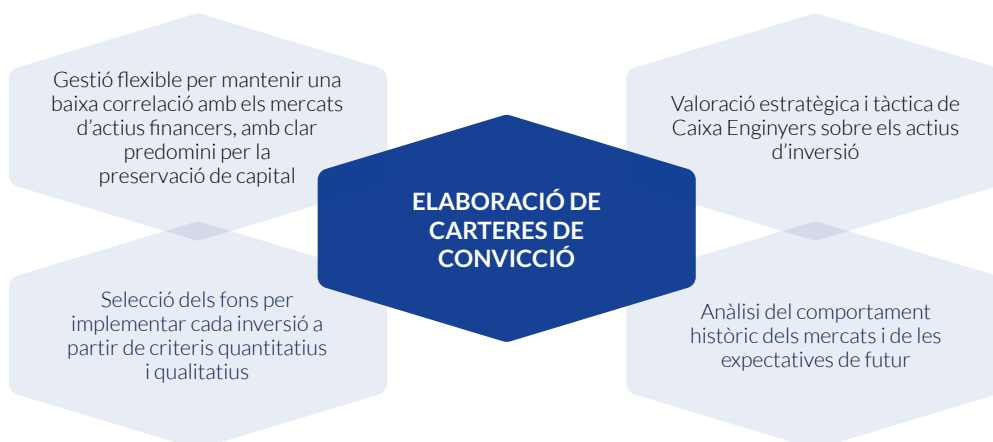 Gestió flexible per mantenir una
baixa correlació amb els mercats
d'actius financers, amb clar
predomini per la
preservació de capital
Valoració estratègica i tàctica de
Caixa Enginyers sobre els actius
d'inversió
ELABORACIÓ DE
CARTERES DE
CONVICCIÓ
Selecció dels fons per
implementar cada inversió a
partir de criteris quantitatius
i qualitatius
Anàlisi del comportament
històric dels mercats i de les
expectatives de futur